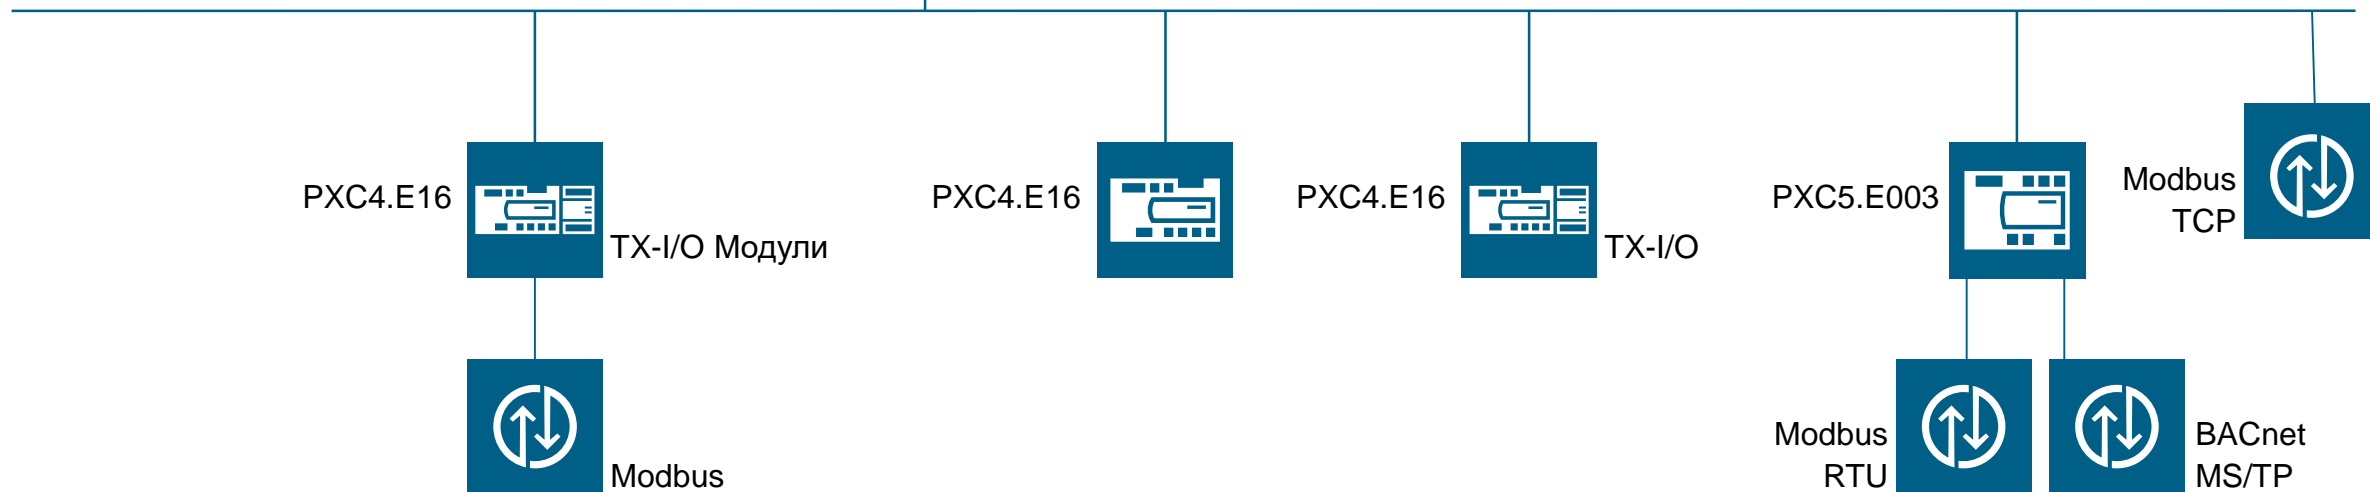 PXC4.E16
TX-I/O Модули
Modbus
PXC4.E16
PXC4.E16
TX-I/O
PXC5.E003
Modbus
RTU
BACnet
MS/TP
Modbus
TCP